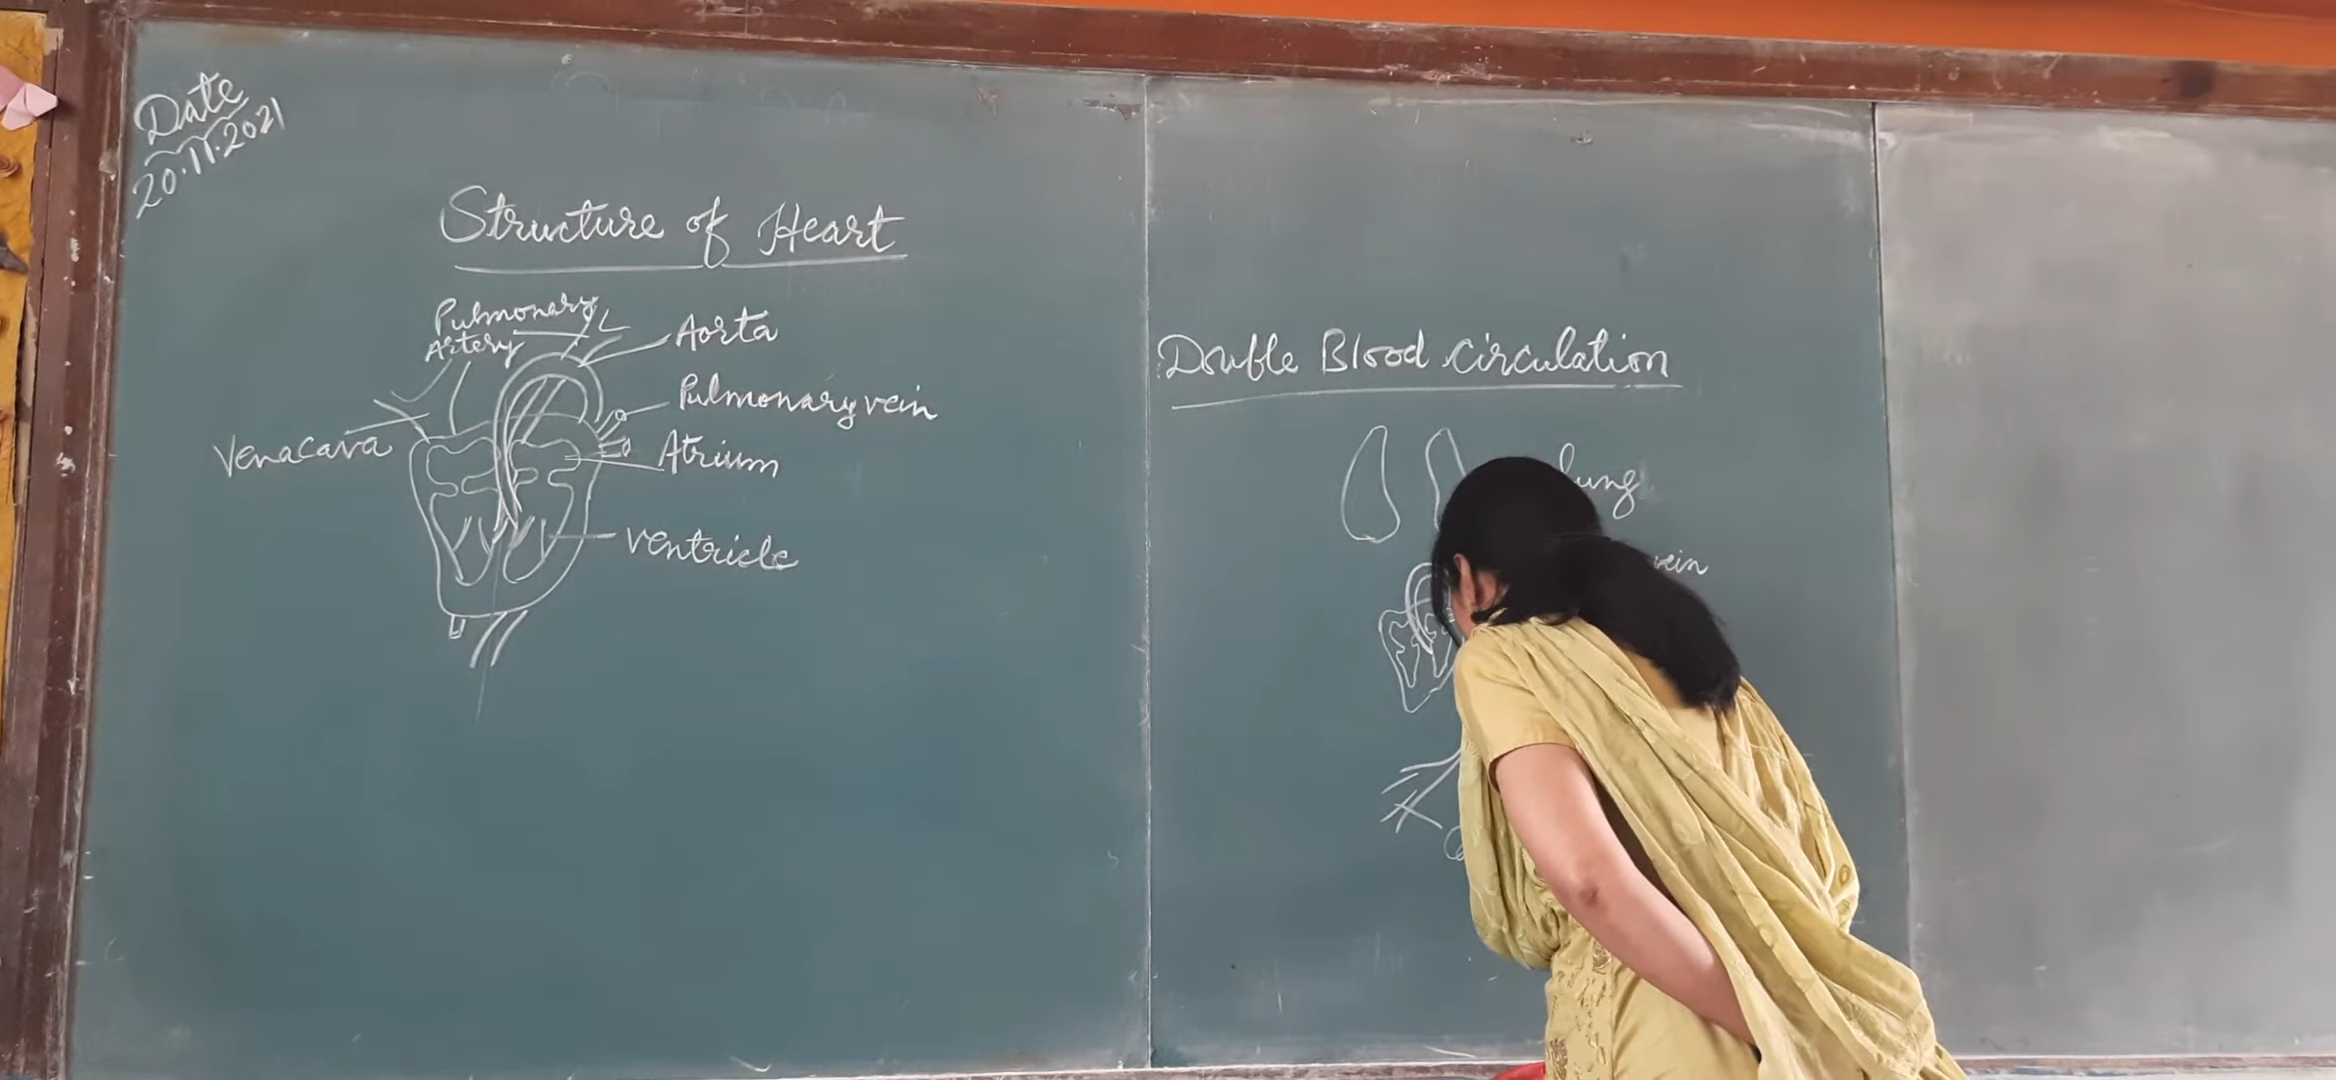 Date
20.11.2021
Structure of Heart
Pulmonary
Artery
Aorta
Pulmonary vein
Venacava
Atrium
Ventricle
Double Blood circulation
lung
vein